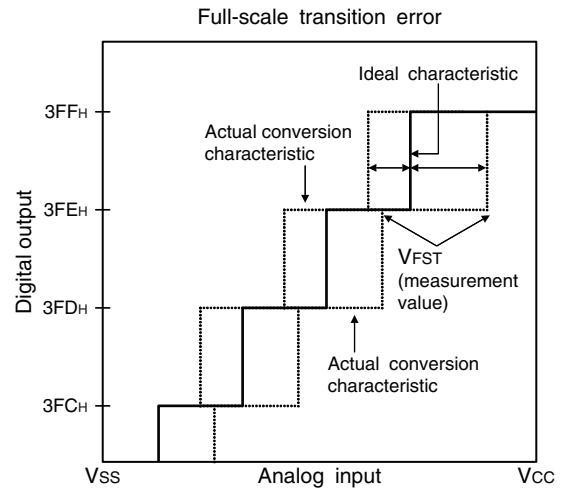 Full-scale transition error
Ideal characteristic
3FFH
Actual conversion
characteristic
3FEH
Digital output
VFST
(measurement
value)
3FDH
Actual conversion
characteristic
3FCH
VSS
Analog input
VCC